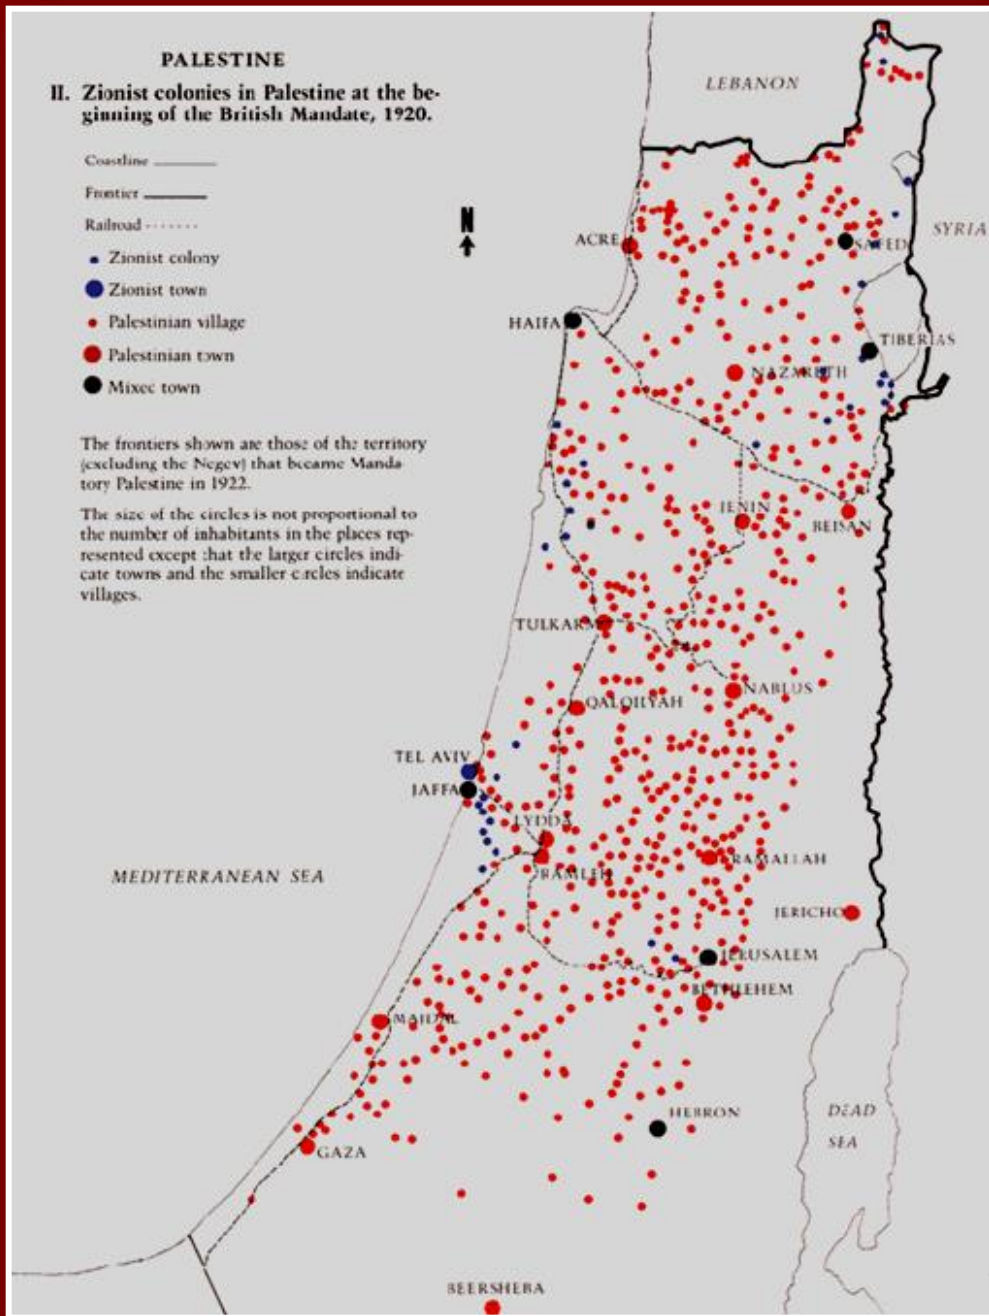 PALESTINE
II. Zionist colonies in Palestine at the be-
ginning of the British Mandate, 1920.
Coastline
Frontier
Railroad
Zionist colony
Zionist town
Palestinian village
Palestinian town
Mixec town
The frontiers shown are those of the territory
(excluding the Negev) that became Manda-
tory Palestine in 1922.
The size of the circles is not proportional to
the number of inhabitants in the places rep-
resented except that the larger circles indi-
cate towns and the smaller circles indicate
villages.
N
LEBANON
SYRIA
ACRE
SAFED
HAIFA
TIBERIAS
NAZARETH
JENIN
BEISAN
TULKARM
NABLUS
QALQILYAH
TEL AVIV
JAFFA
LYDDA
RAMLEH
RAMALLAH
MEDITERRANEAN SEA
JERICHO
JERUSALEM
BETHLEHEM
MAJDAL
HEBRON
DEAD
SEA
GAZA
BEERSHEBA